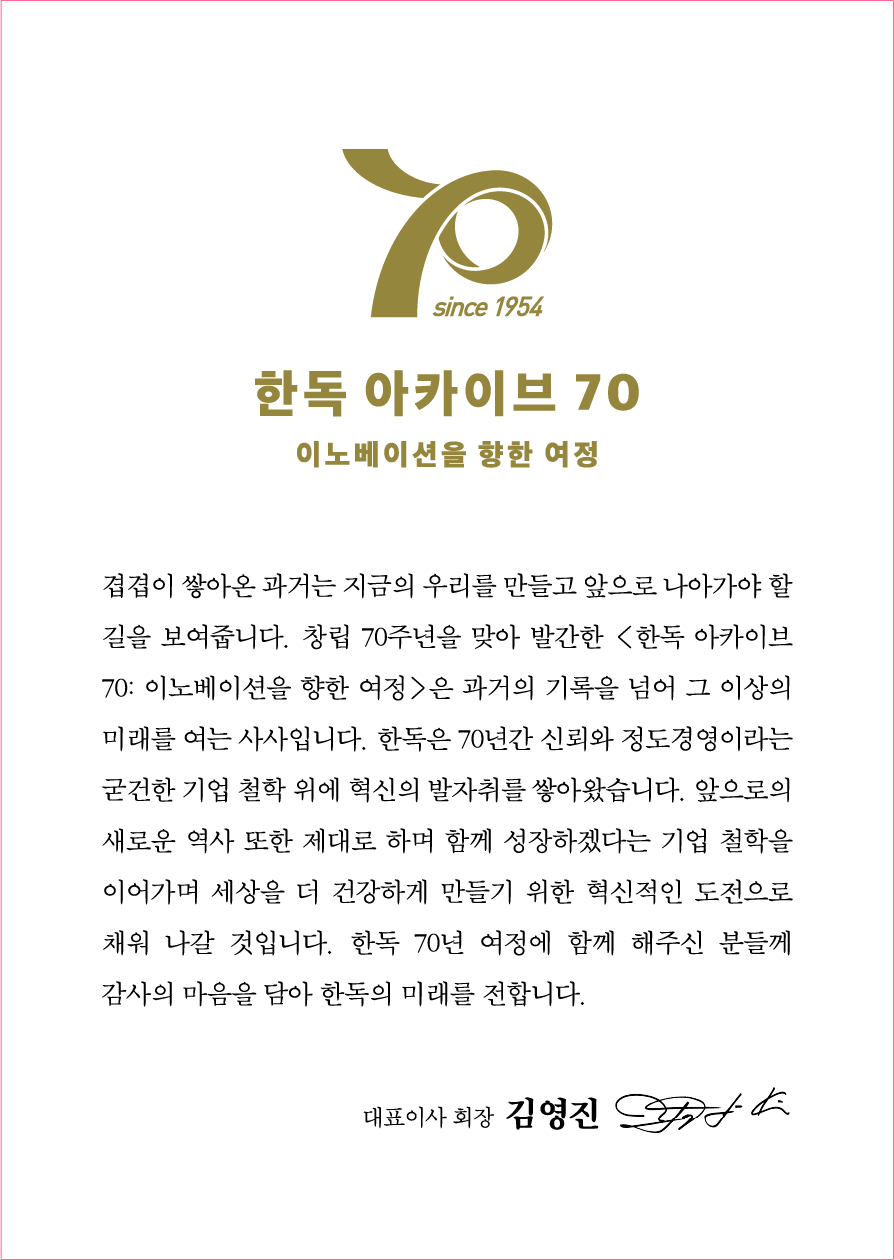 70
since 1954
한독 아카이브 70
이노베이션을 향한 여정
겹겹이 쌓아온 과거는 지금의 우리를 만들고 앞으로 나아가야 할
길을 보여줍니다. 창립 70주년을 맞아 발간한 <한독 아카이브
70: 이노베이션을 향한 여정>은 과거의 기록을 넘어 그 이상의
미래를 여는 사사입니다. 한독은 70년간 신뢰와 정도경영이라는
굳건한 기업 철학 위에 혁신의 발자취를 쌓아왔습니다. 앞으로의
새로운 역사 또한 제대로 하며 함께 성장하겠다는 기업 철학을
이어가며 세상을 더 건강하게 만들기 위한 혁신적인 도전으로
채워 나갈 것입니다. 한독 70년 여정에 함께 해주신 분들께
감사의 마음을 담아 한독의 미래를 전합니다.
대표이사 회장 김영진